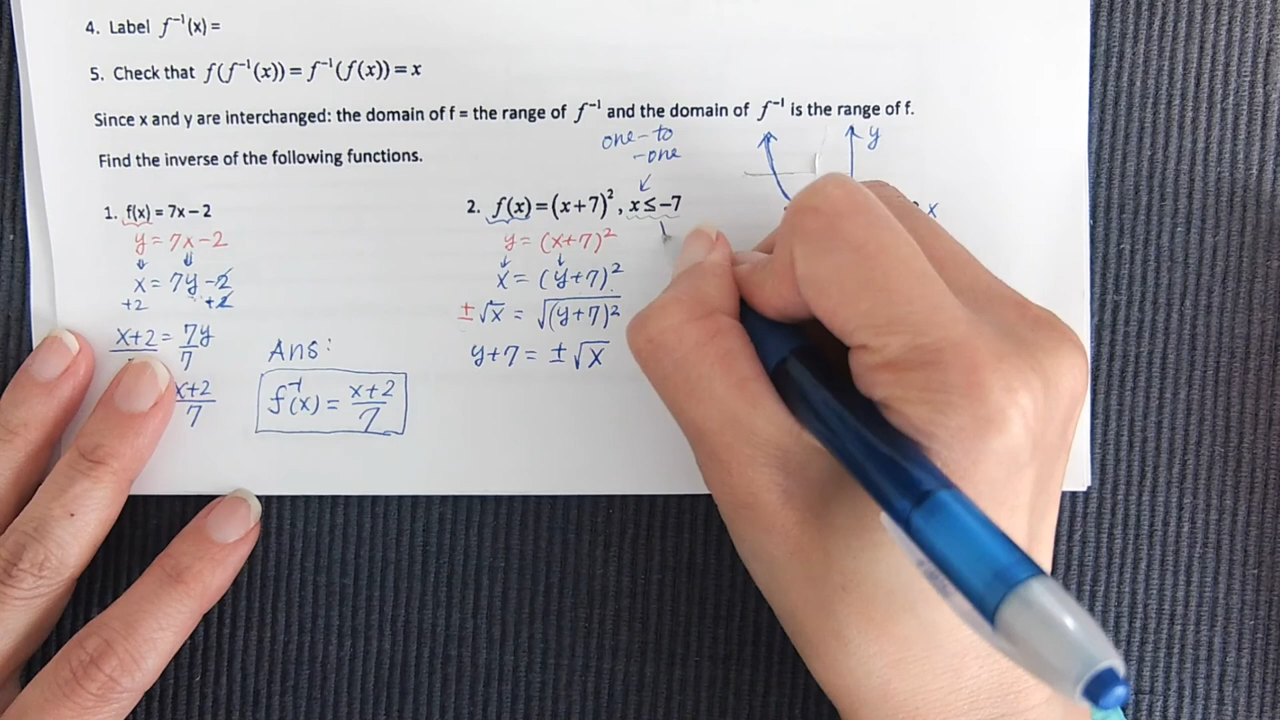 4. Label f⁻¹(x) =
5. Check that f(f⁻¹(x)) = f⁻¹(f(x)) = x
Since x and y are interchanged: the domain of f = the range of f⁻¹ and the domain of f⁻¹ is the range of f.
Find the inverse of the following functions.
one-to
-one
y
x
1. f(x) = 7x – 2
y = 7x – 2
x = 7y – 2
+2 +2
x+2 = 7y
7
x+2
7
Ans:
f⁻¹(x) = x+2
7
2. f(x) = (x+7)², x ≤ –7
y = (x+7)²
x = (y+7)²
±√x = √(y+7)²
y+7 = ±√x